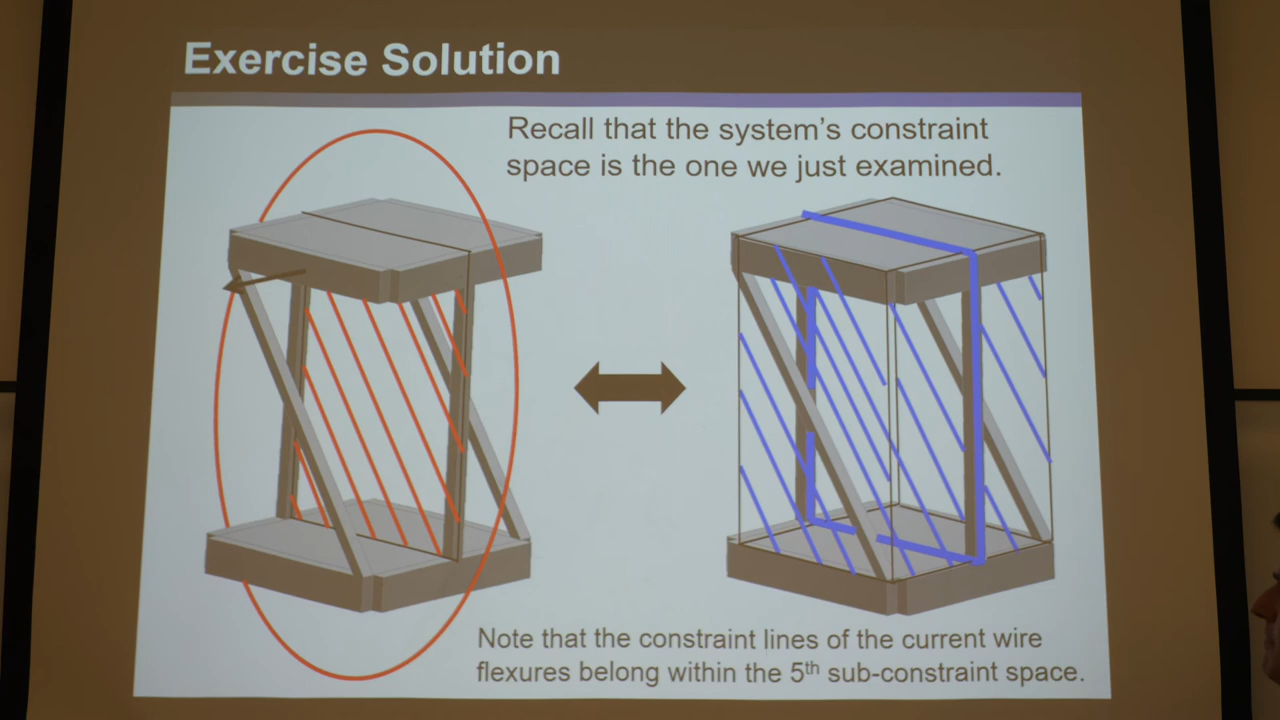 Exercise Solution
Recall that the system's constraint
space is the one we just examined.
Note that the constraint lines of the current wire
flexures belong within the 5th sub-constraint space.